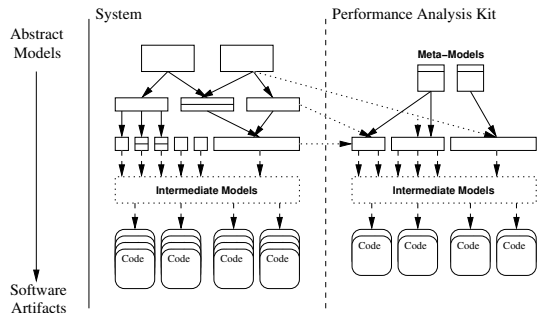 System
Performance Analysis Kit
Abstract
Models
Meta-Models
Intermediate Models
Intermediate Models
Code
Code
Code
Code
Code
Code
Code
Code
Software
Artifacts